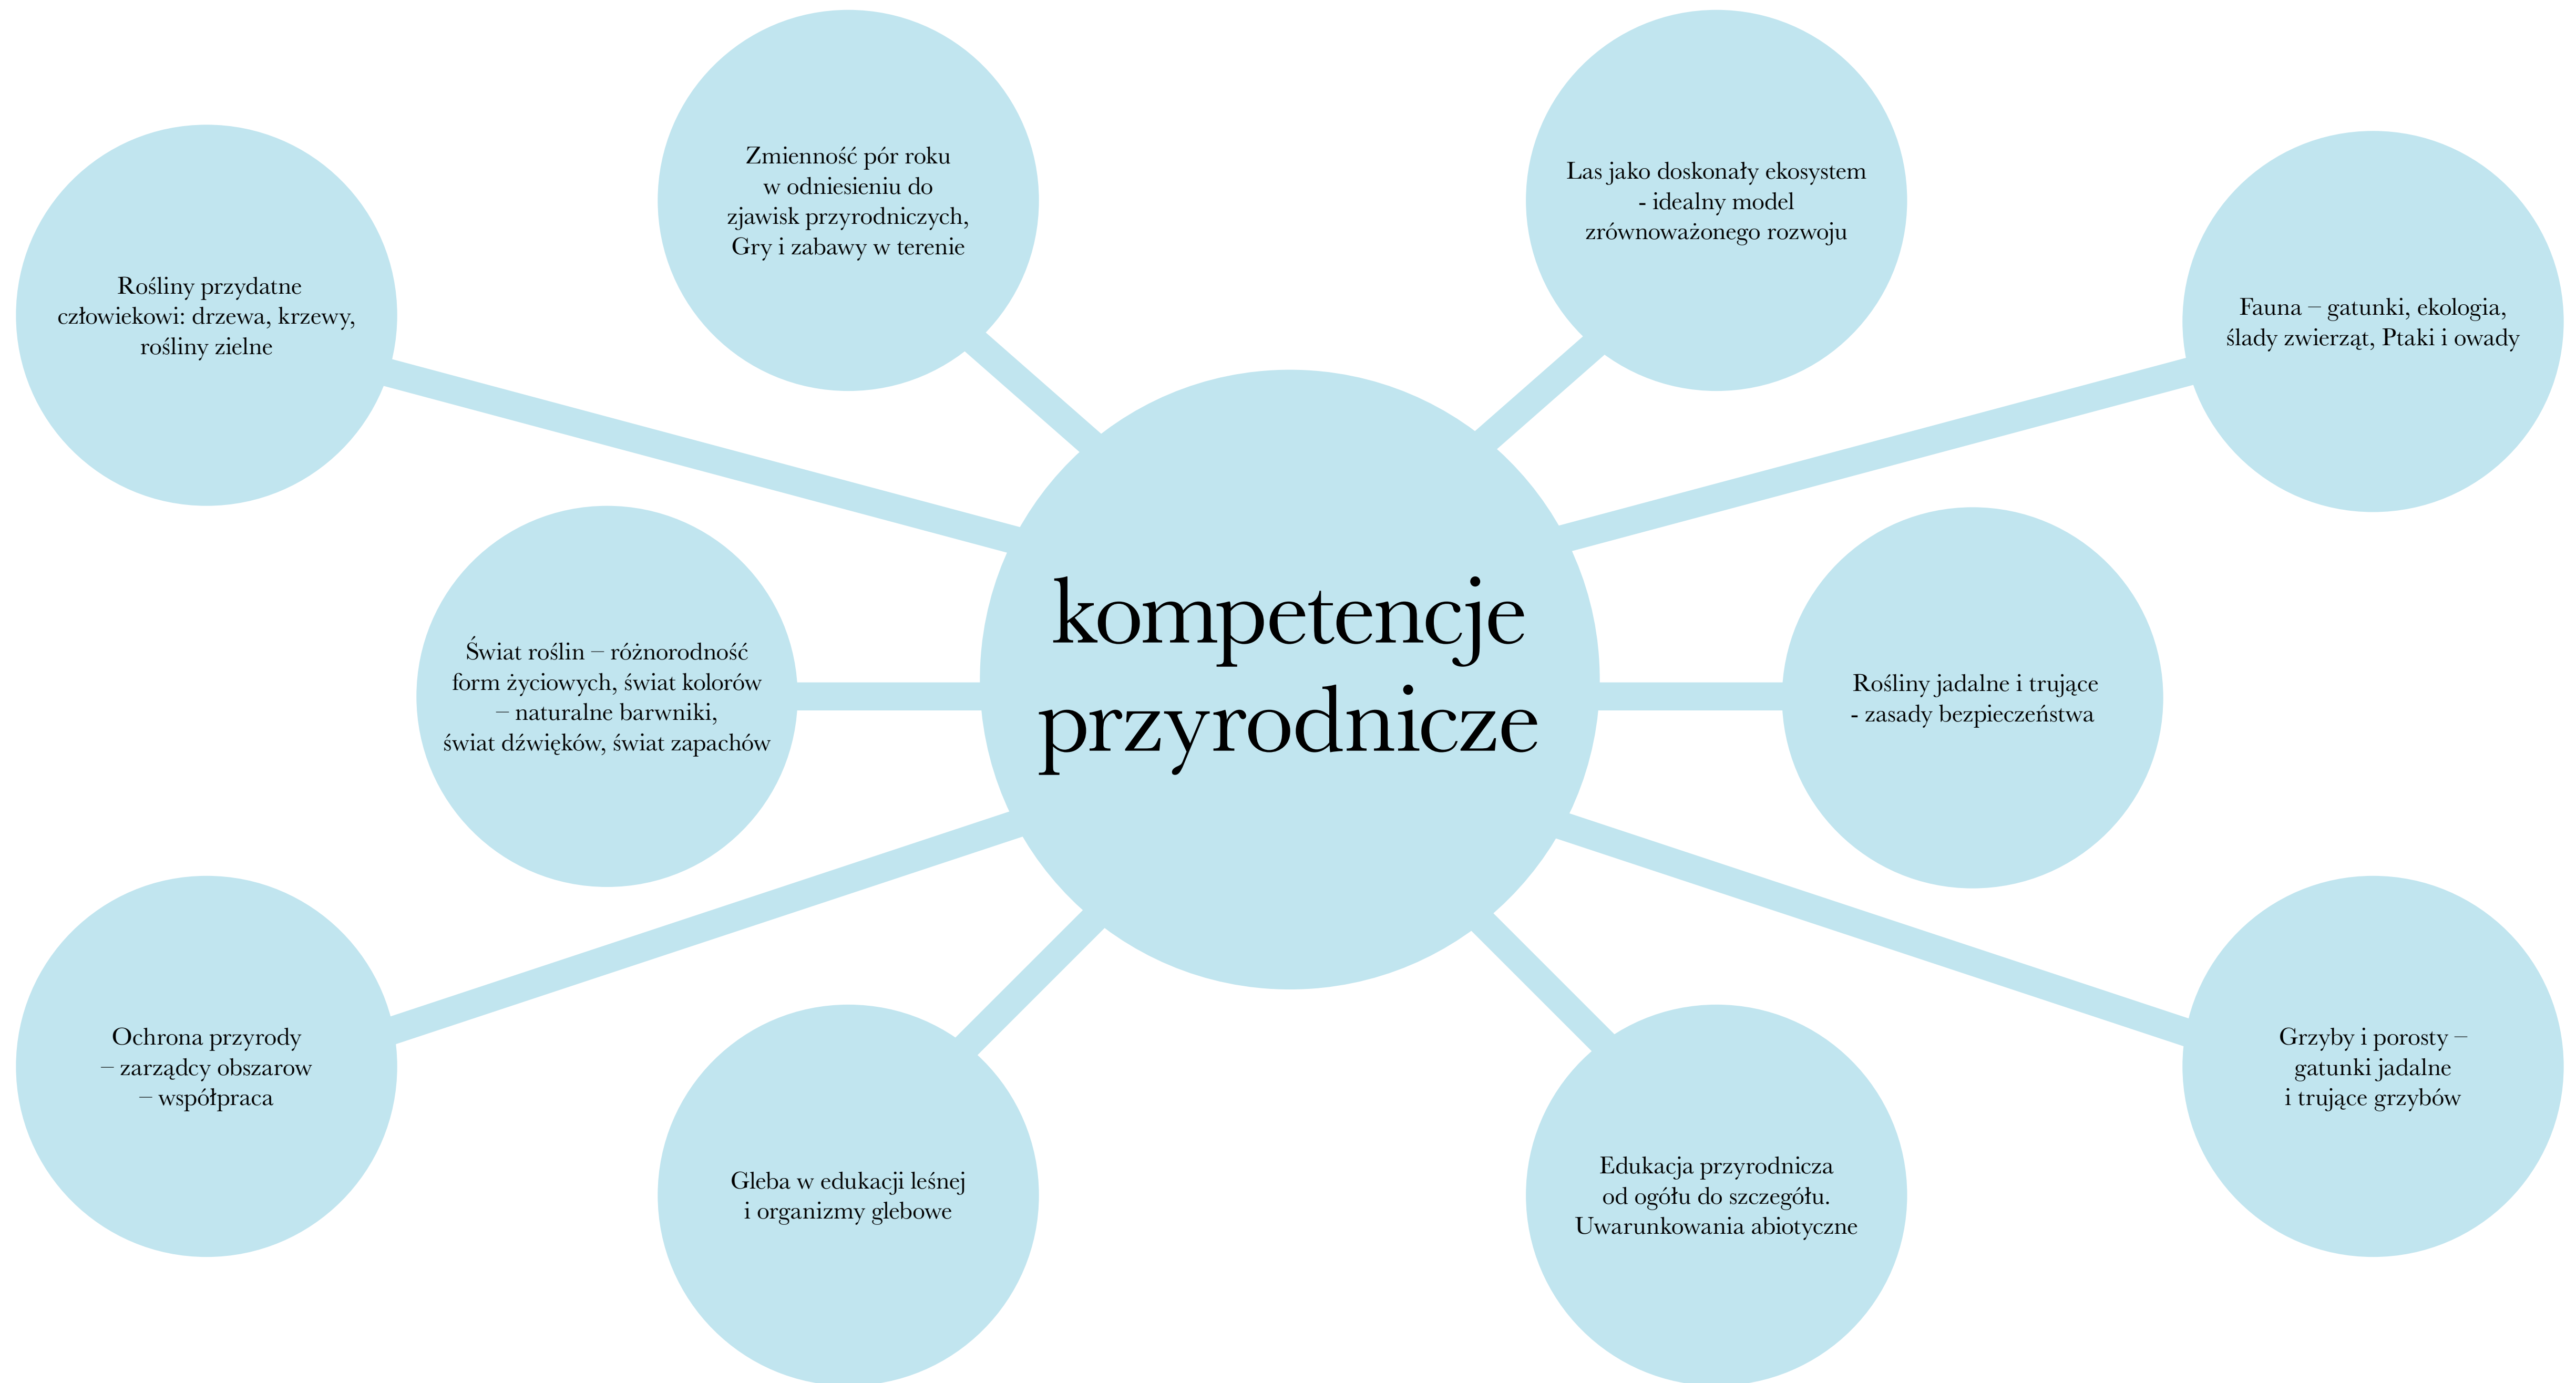 Zmienność pór roku
w odniesieniu do
zjawisk przyrodniczych,
Gry i zabawy w terenie
Las jako doskonały ekosystem
- idealny model
zrównoważonego rozwoju
Rośliny przydatne
człowiekowi: drzewa, krzewy,
rośliny zielne
Fauna – gatunki, ekologia,
ślady zwierząt, Ptaki i owady
kompetencje
przyrodnicze
Świat roślin – różnorodność
form życiowych, świat kolorów
– naturalne barwniki,
świat dźwięków, świat zapachów
Rośliny jadalne i trujące
- zasady bezpieczeństwa
Ochrona przyrody
– zarządcy obszarow
– współpraca
Grzyby i porosty –
gatunki jadalne
i trujące grzybów
Gleba w edukacji leśnej
i organizmy glebowe
Edukacja przyrodnicza
od ogółu do szczegółu.
Uwarunkowania abiotyczne